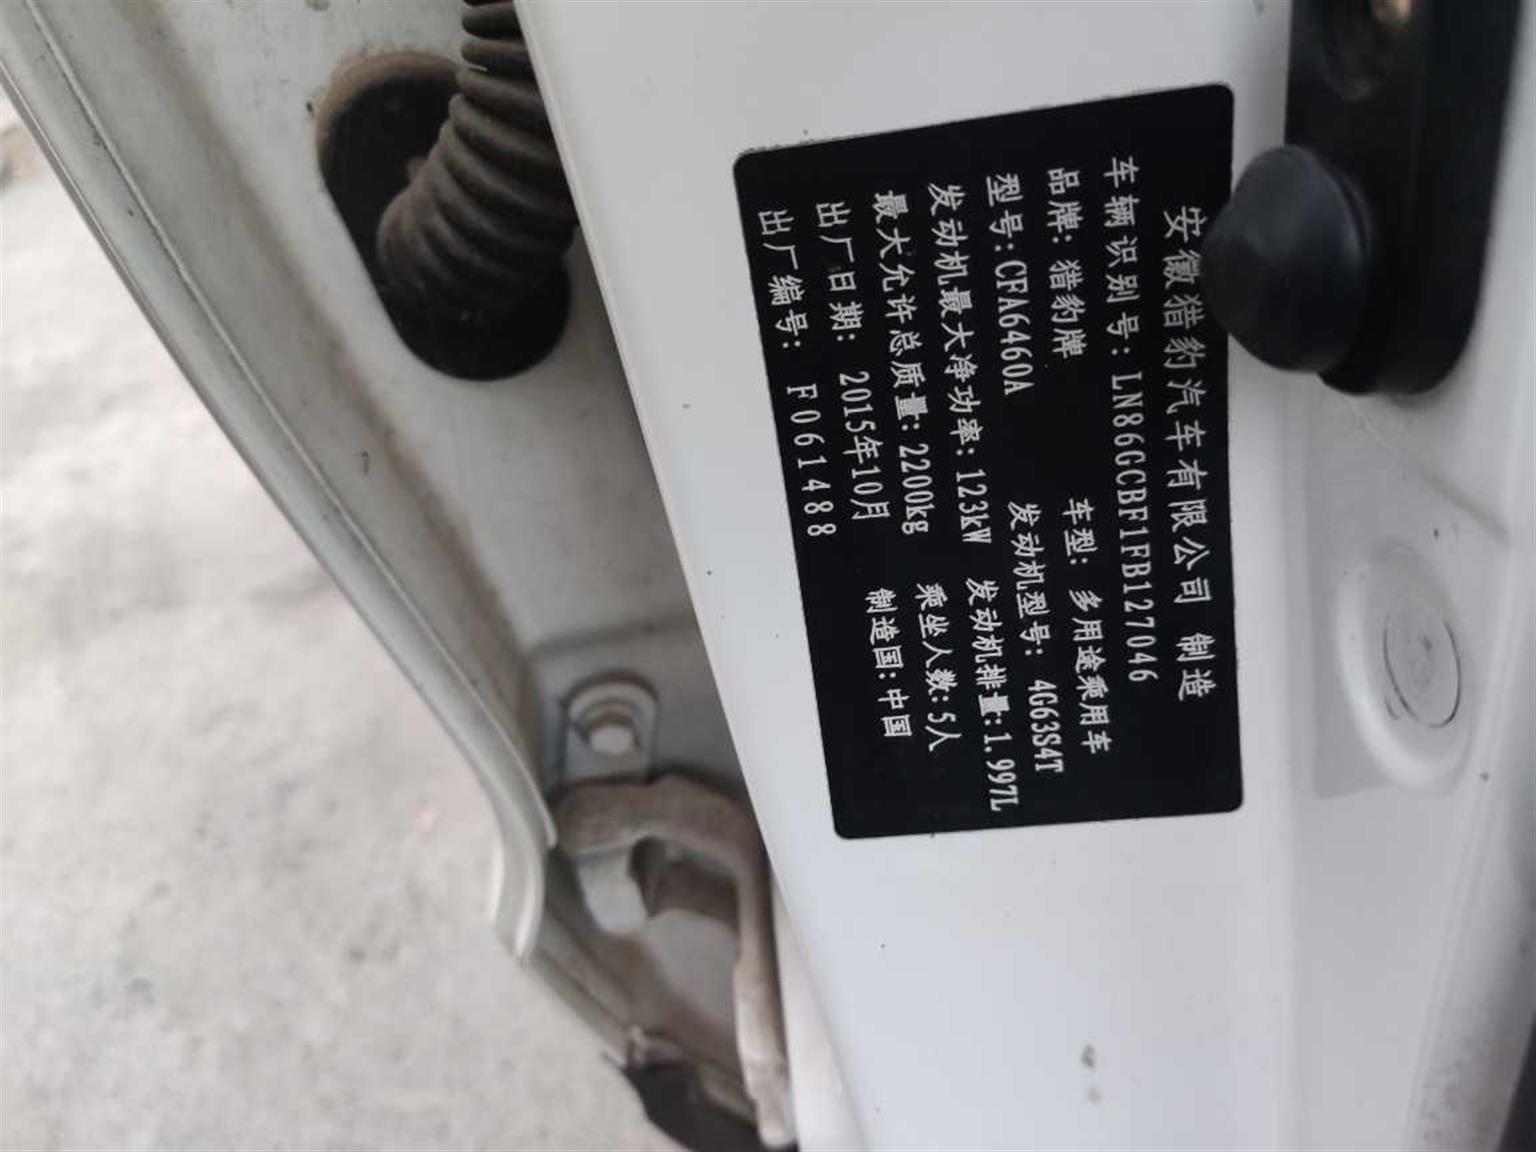 安徽猎豹汽车有限公司 制造
车辆识别号：LN86GCBF1FB127046
品牌：猎豹牌 车型：多用途乘用车
型号：CFA6460A 发动机型号：4G63S4T
发动机最大净功率：123kW 发动机排量：1.997L
最大允许总质量：2200kg 乘坐人数：5人
出厂日期：2015年10月 制造国：中国
出厂编号：F061488